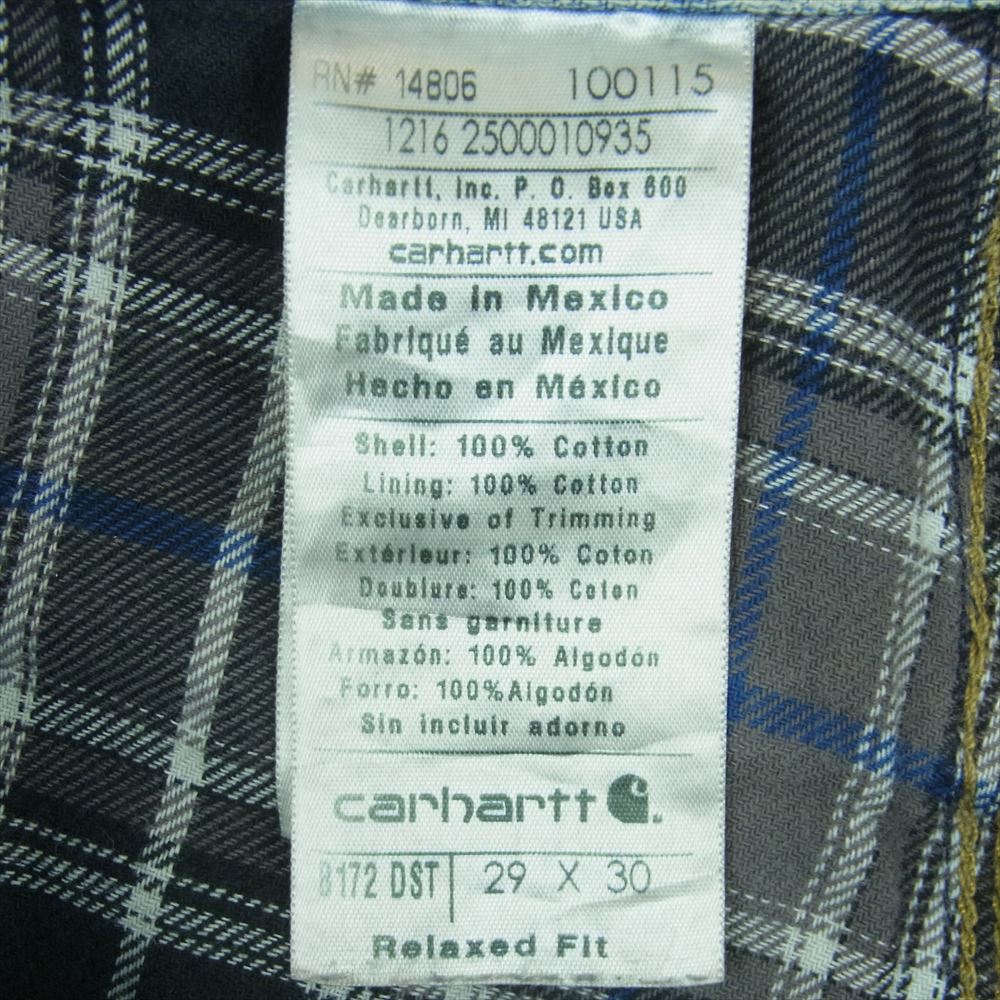 RN# 14806 100115
1216 2500010935
Carhartt, Inc. P. O. Box 600
Dearborn, MI 48121 USA
carhartt.com
Made in Mexico
Fabriqué au Mexique
Hecho en México
Shell: 100% Cotton
Lining: 100% Cotton
Exclusive of Trimming
Extérieur: 100% Coton
Doublure: 100% Coton
Sans garniture
Armazón: 100% Algodón
Forro: 100%Algodón
Sin incluir adorno
carhartt
B172 DST 29 X 30
Relaxed Fit